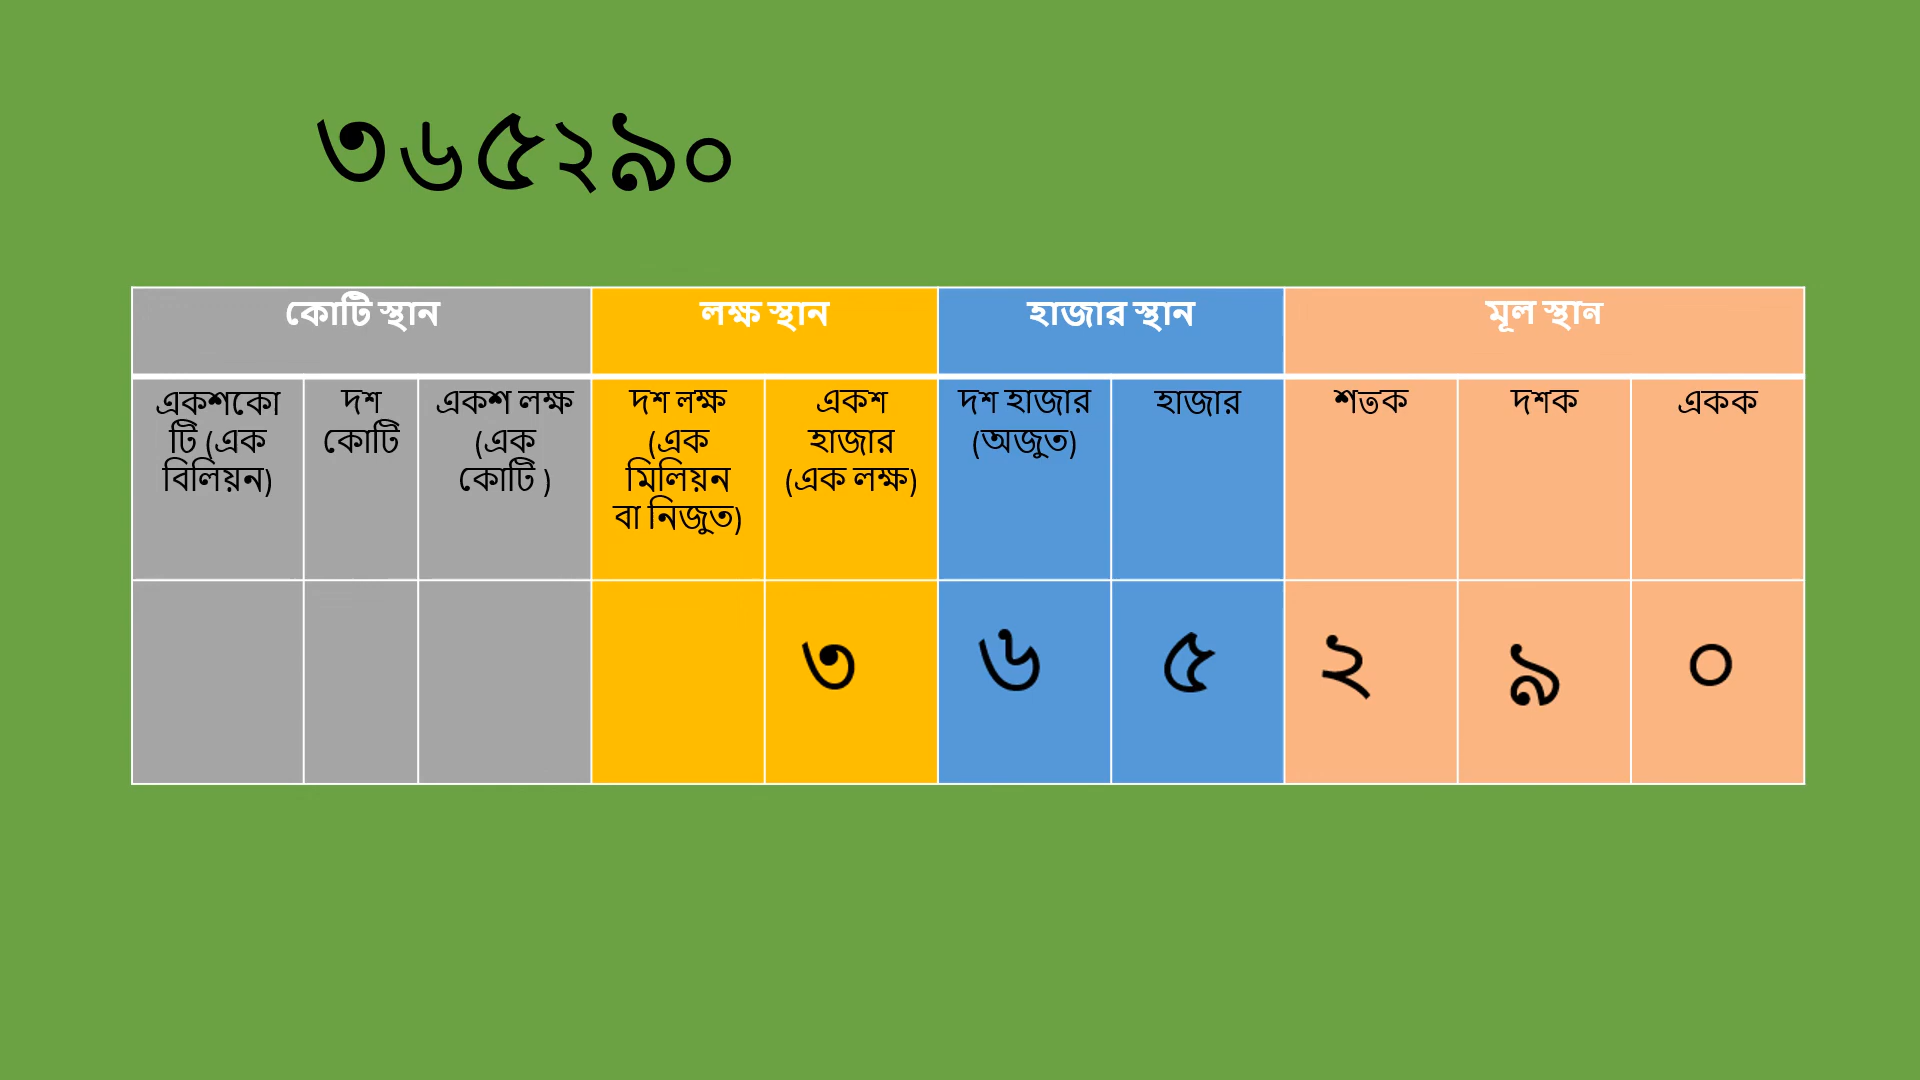 ৩৬৫২৯০
কোটি স্থান লক্ষ স্থান হাজার স্থান মূল স্থান
একশকো
টি (এক
বিলিয়ন)
দশ
কোটি
একশ লক্ষ
(এক
কোটি )
দশ লক্ষ
(এক
মিলিয়ন
বা নিজুত)
একশ
হাজার
(এক লক্ষ)
দশ হাজার
(অজুত)
হাজার
শতক
দশক
একক
৩ ৬ ৫ ২ ৯ ০